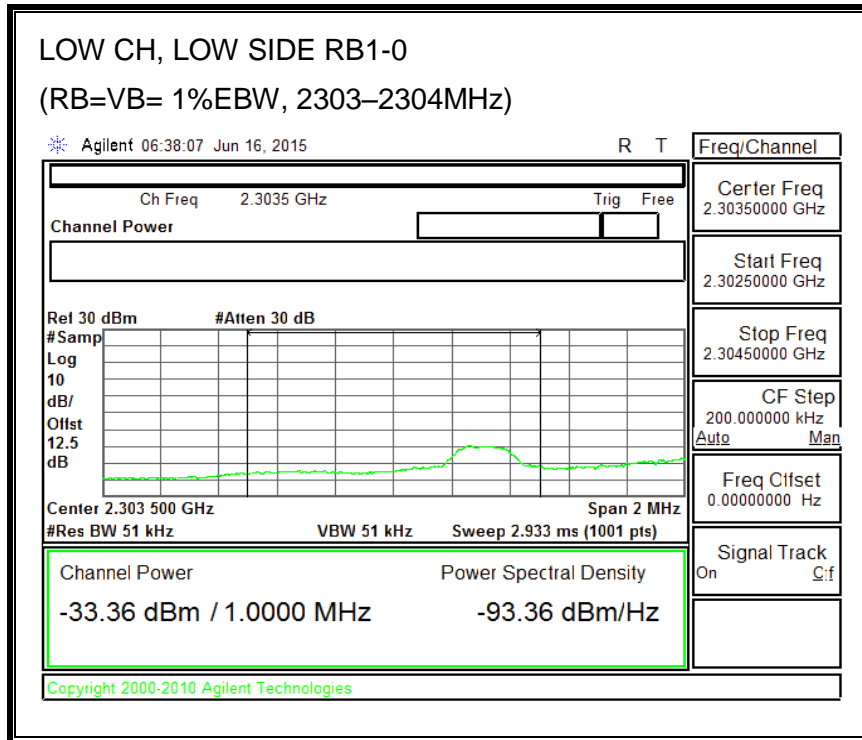 LOW CH, LOW SIDE RB1-0
(RB=VB= 1%EBW, 2303–2304MHz)
Agilent 06:38:07 Jun 16, 2015 R T
Freq/Channel
Ch Freq 2.3035 GHz Trig Free
Channel Power
Center Freq
2.30350000 GHz
Start Freq
2.30250000 GHz
Stop Freq
2.30450000 GHz
CF Step
200.000000 kHz
Auto Man
Freq Offset
0.00000000 Hz
Signal Track
On Off
Ref 30 dBm #Atten 30 dB
#Samp
Log
10
dB/
Offst
12.5
dB
Center 2.303 500 GHz Span 2 MHz
#Res BW 51 kHz VBW 51 kHz Sweep 2.933 ms (1001 pts)
Channel Power Power Spectral Density
-33.36 dBm / 1.0000 MHz -93.36 dBm/Hz
Copyright 2000-2010 Agilent Technologies